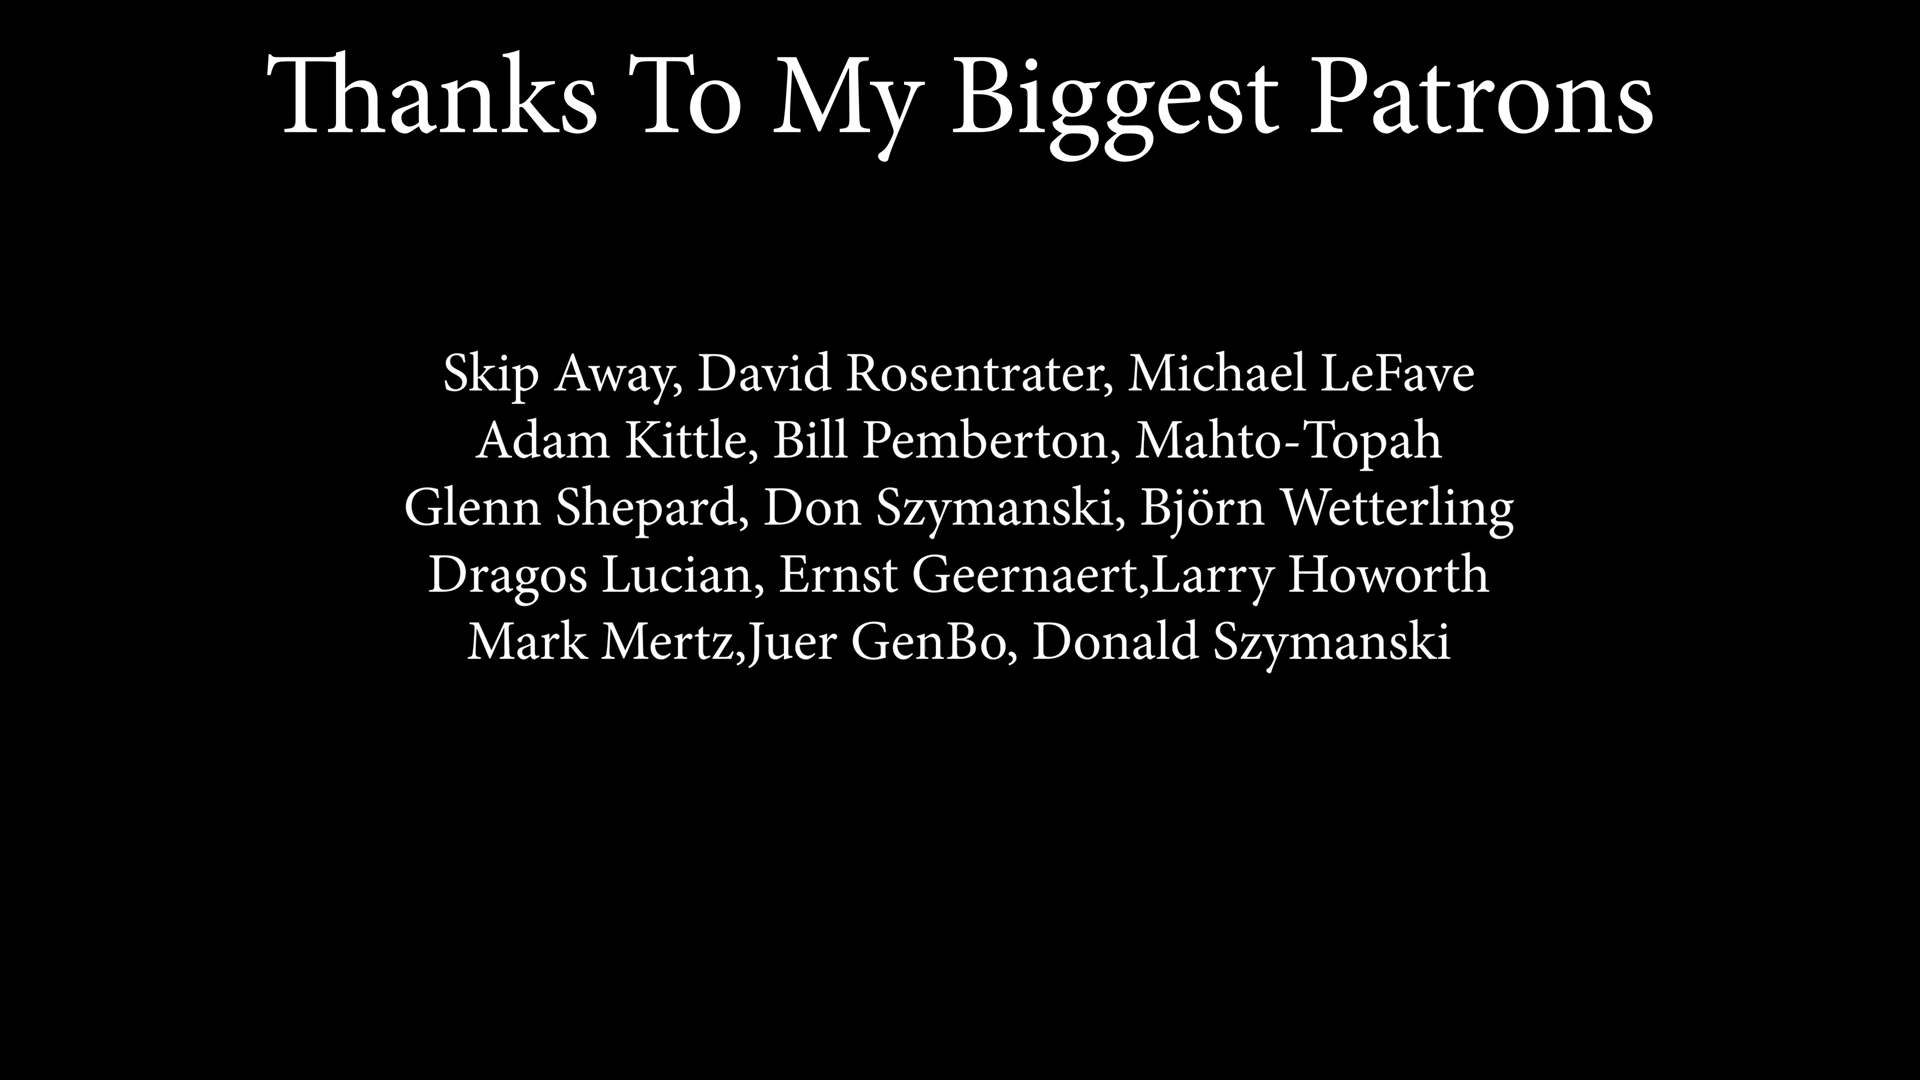 Thanks To My Biggest Patrons
Skip Away, David Rosentrater, Michael LeFave
Adam Kittle, Bill Pemberton, Mahto-Topah
Glenn Shepard, Don Szymanski, Björn Wetterling
Dragos Lucian, Ernst Geernaert,Larry Howorth
Mark Mertz,Juer GenBo, Donald Szymanski